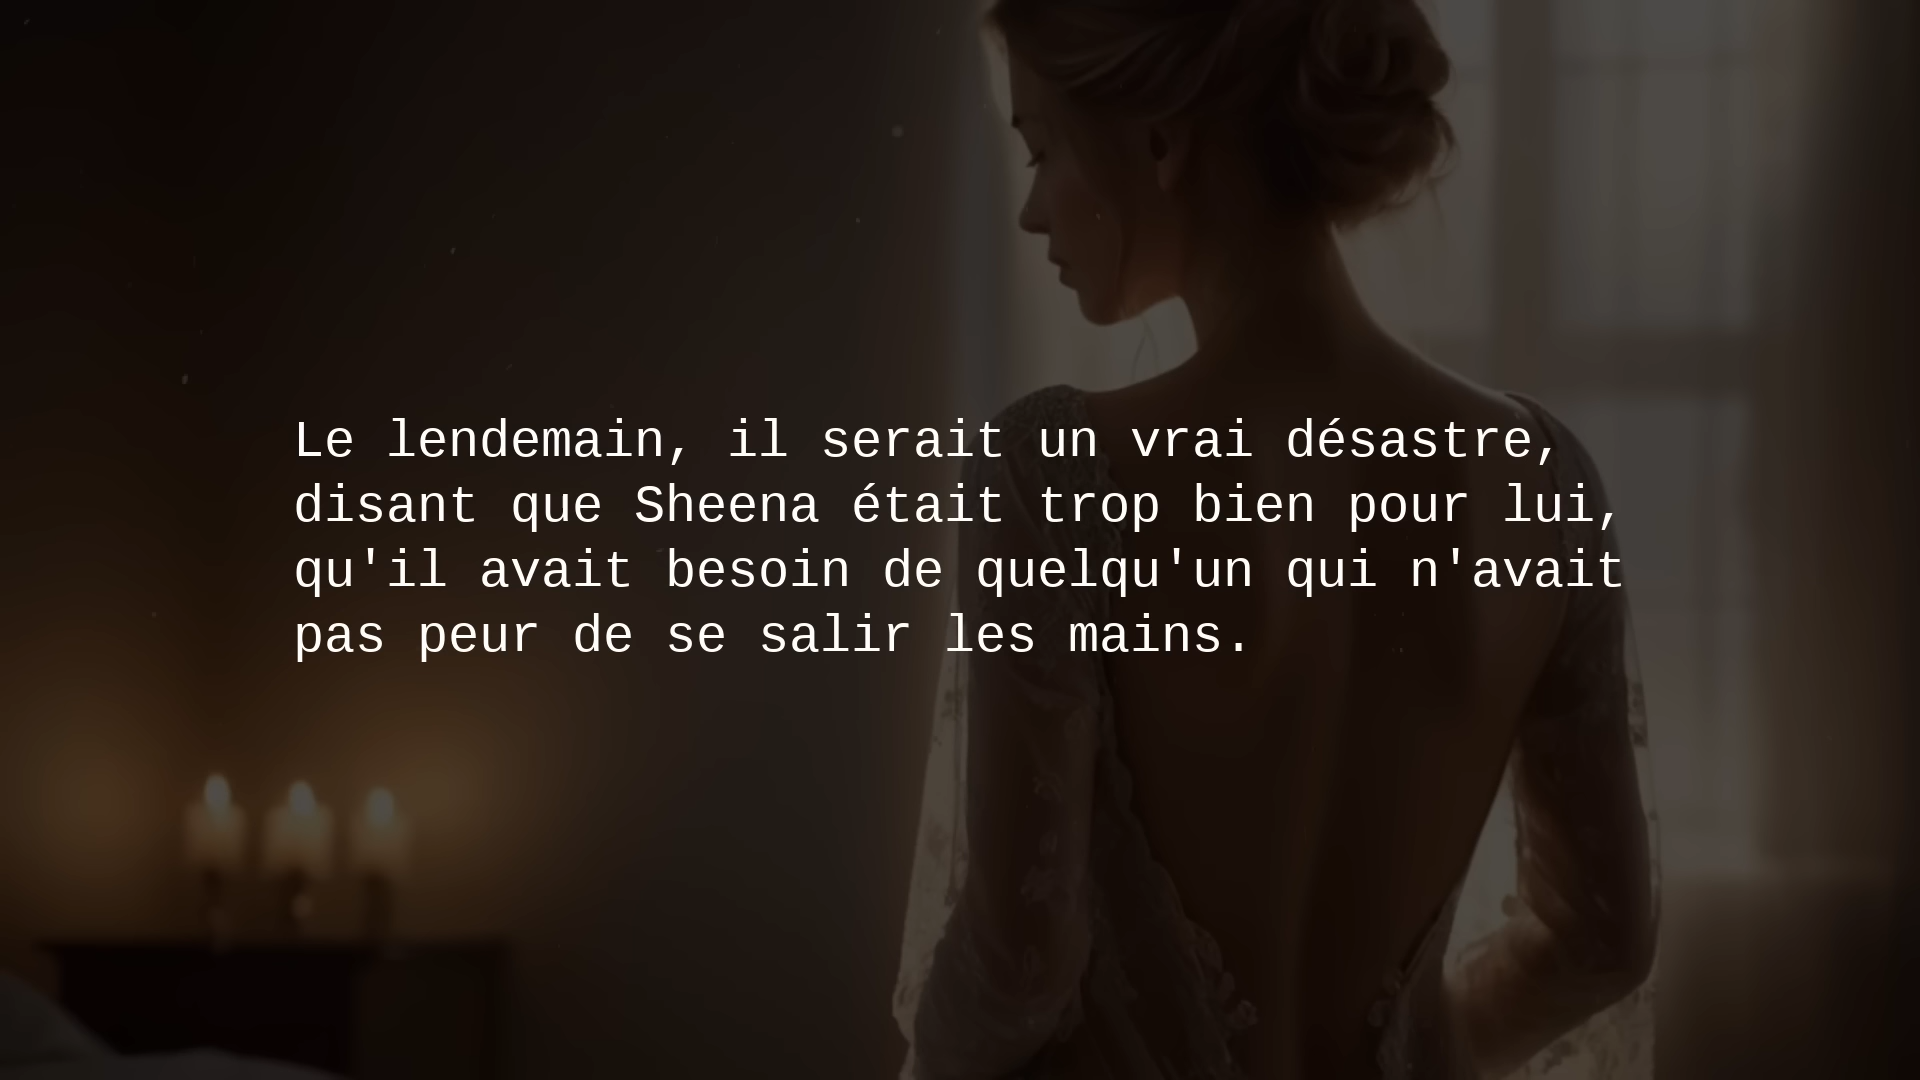 Le lendemain, il serait un vrai désastre,
disant que Sheena était trop bien pour lui,
qu'il avait besoin de quelqu'un qui n'avait
pas peur de se salir les mains.